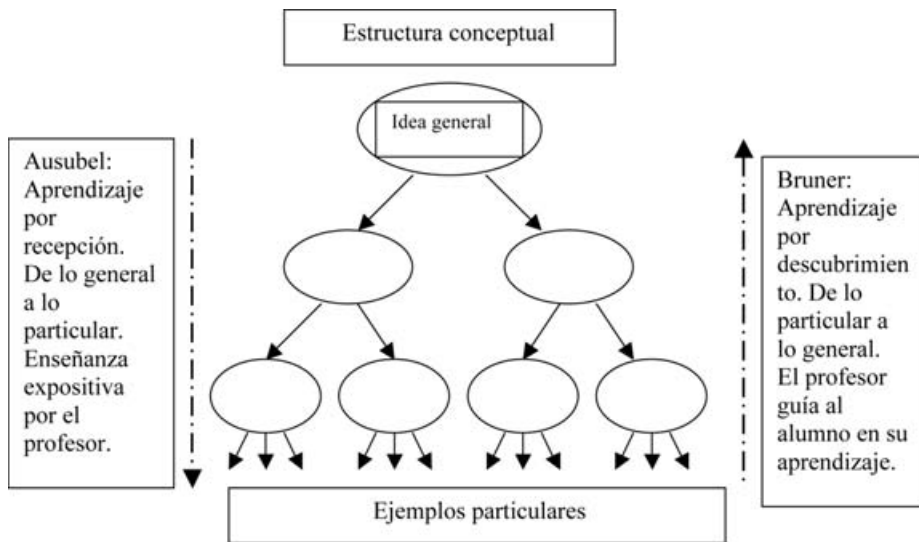 Estructura conceptual
Idea general
Ausubel:
Aprendizaje
por
recepción.
De lo general
a lo
particular.
Enseñanza
expositiva
por el
profesor.
Bruner:
Aprendizaje
por
descubrimien
to. De lo
particular a
lo general.
El profesor
guía al
alumno en su
aprendizaje.
Ejemplos particulares